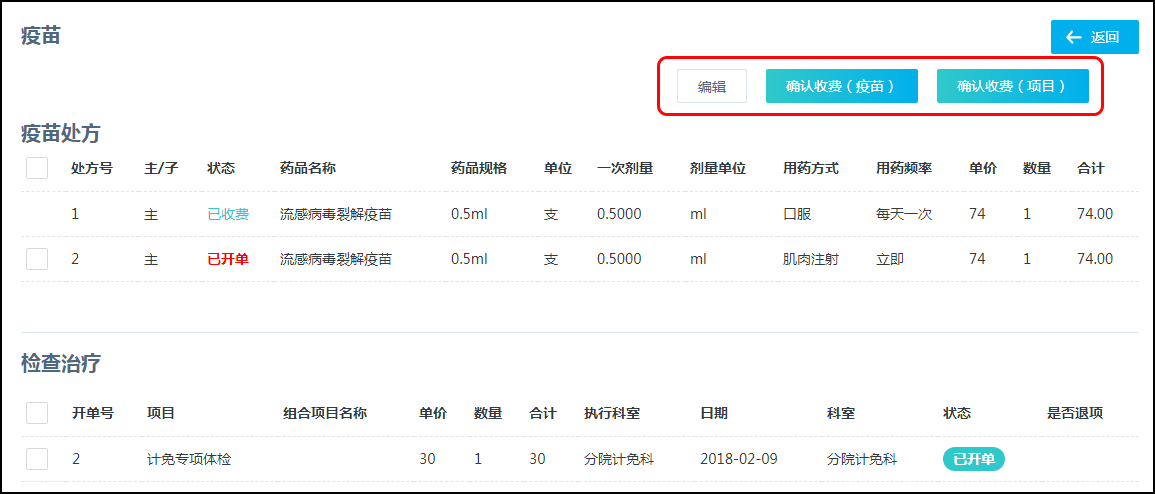 疫苗
返回
编辑 确认收费（疫苗） 确认收费（项目）
疫苗处方
处方号 主/子 状态 药品名称 药品规格 单位 一次剂量 剂量单位 用药方式 用药频率 单价 数量 合计
1 主 已收费 流感病毒裂解疫苗 0.5ml 支 0.5000 ml 口服 每天一次 74 1 74.00
2 主 已开单 流感病毒裂解疫苗 0.5ml 支 0.5000 ml 肌肉注射 立即 74 1 74.00
检查治疗
开单号 项目 组合项目名称 单价 数量 合计 执行科室 日期 科室 状态 是否退项
2 计免专项体检 30 1 30 分院计免科 2018-02-09 分院计免科 已开单